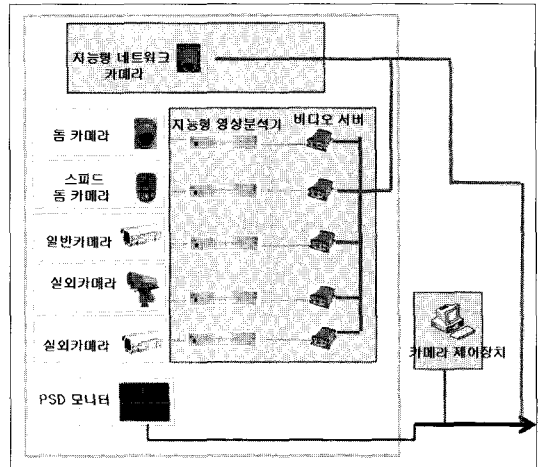 지능형 네트워크
카메라
지능형 영상분석기
비디오 서버
돔 카메라
스피드
돔 카메라
일반카메라
실외카메라
실외카메라
카메라 제어장치
PSD 모니터